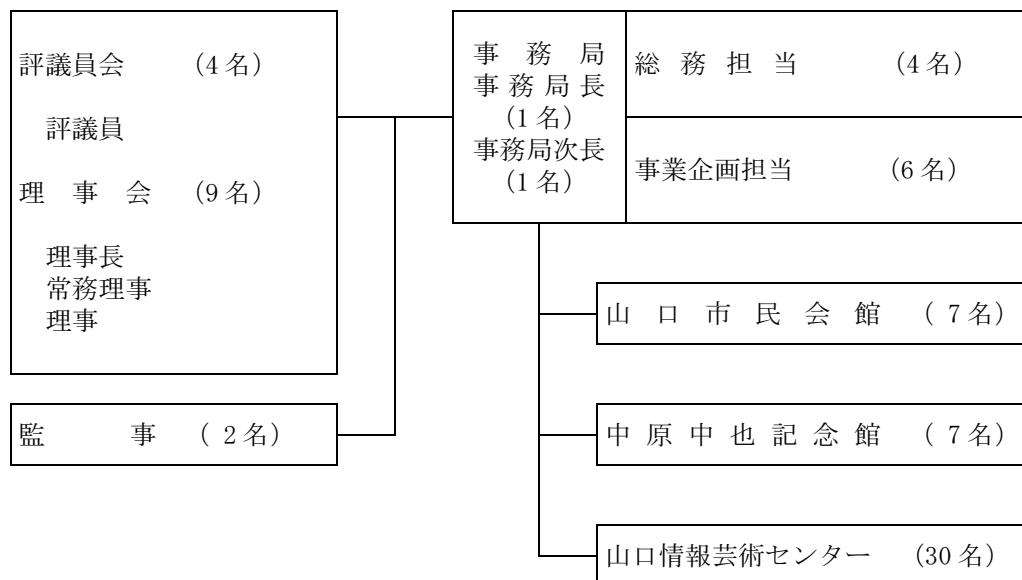 評議員会 (4名)
評議員
理事会 (9名)
理事長
常務理事
理事
監事 (2名)
事務局
事務局長
(1名)
事務局次長
(1名)
総務担当 (4名)
事業企画担当 (6名)
山口市民会館 (7名)
中原中也記念館 (7名)
山口情報芸術センター (30名)